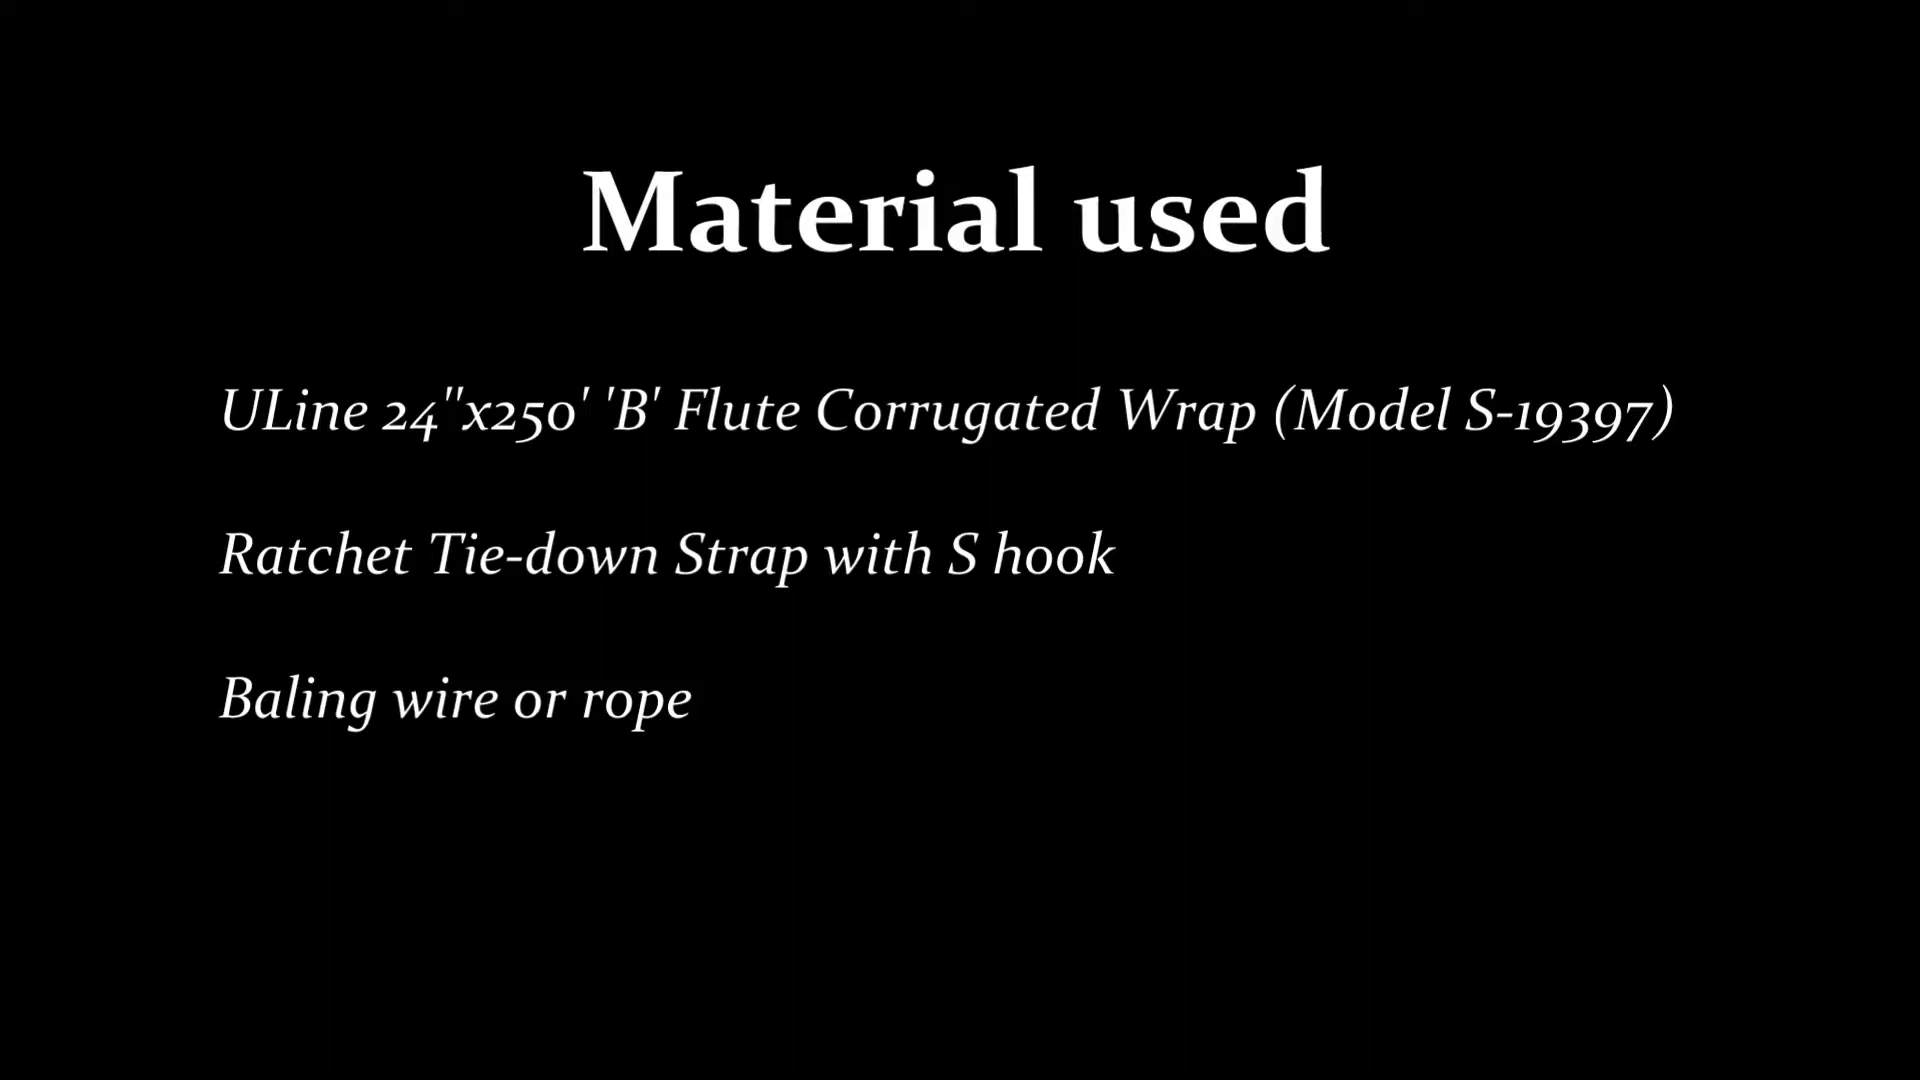 Material used
ULine 24"x250' 'B' Flute Corrugated Wrap (Model S-19397)
Ratchet Tie-down Strap with S hook
Baling wire or rope